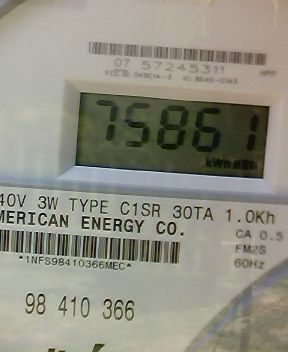 07 57245311
75861
40V 3W TYPE C1SR 30TA 1.0Kh
MERICAN ENERGY CO.
CA 0.5
FM2S
60Hz
*1NFS98410366MEC*
98 410 366